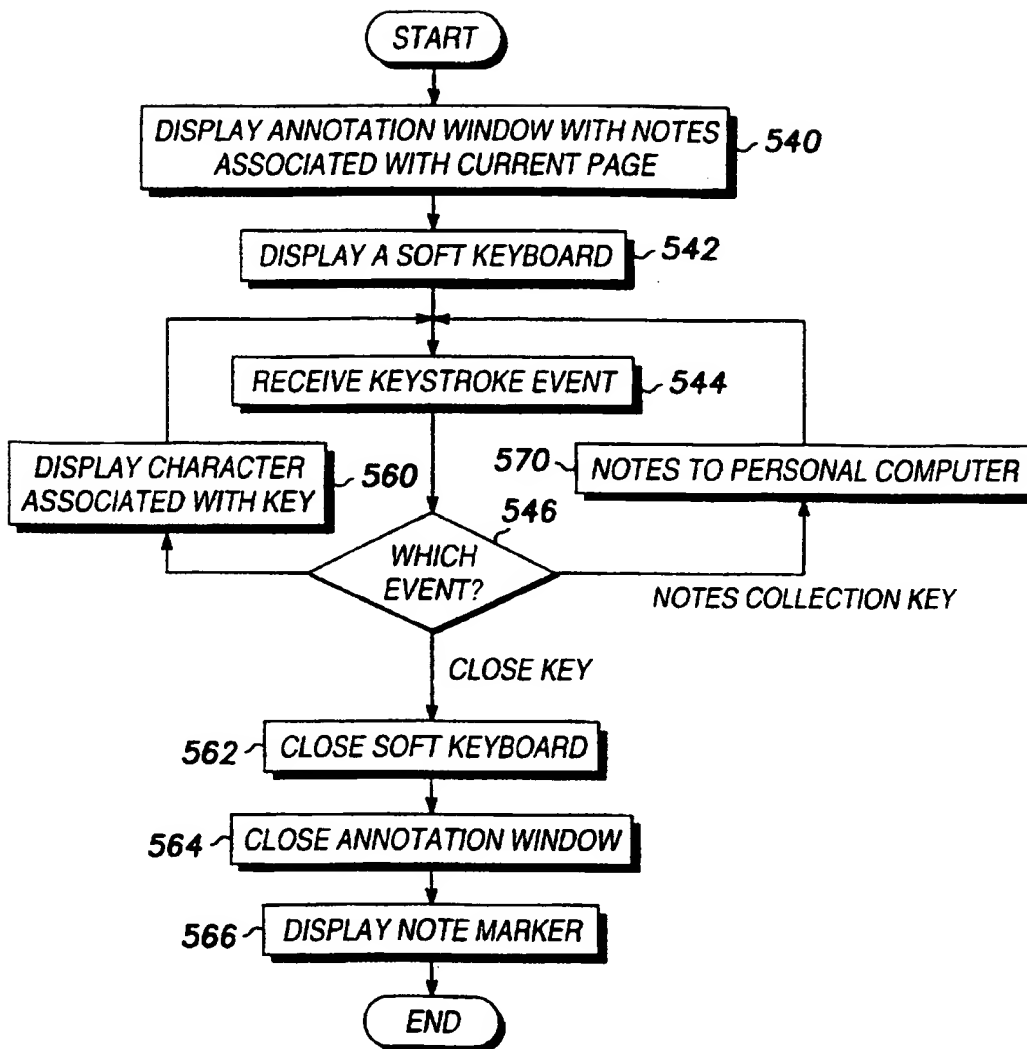 START
DISPLAY ANNOTATION WINDOW WITH NOTES
ASSOCIATED WITH CURRENT PAGE
540
DISPLAY A SOFT KEYBOARD
542
RECEIVE KEYSTROKE EVENT
544
DISPLAY CHARACTER
ASSOCIATED WITH KEY
560
570
NOTES TO PERSONAL COMPUTER
546
WHICH
EVENT?
NOTES COLLECTION KEY
CLOSE KEY
562
CLOSE SOFT KEYBOARD
564
CLOSE ANNOTATION WINDOW
566
DISPLAY NOTE MARKER
END